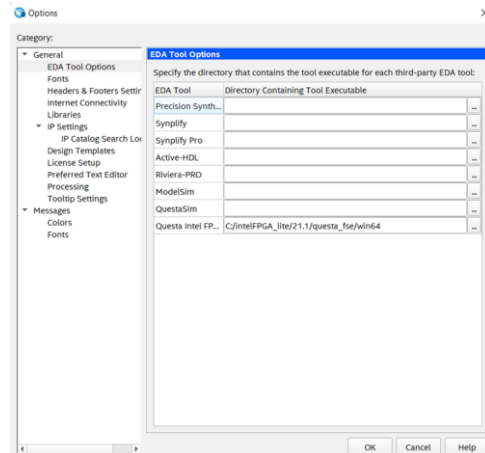 Options
Category:
General
EDA Tool Options
Fonts
Headers & Footers Settir
Internet Connectivity
Libraries
IP Settings
IP Catalog Search Loc
Design Templates
License Setup
Preferred Text Editor
Processing
Tooltip Settings
Messages
Colors
Fonts
EDA Tool Options
Specify the directory that contains the tool executable for each third-party EDA tool:
EDA Tool Directory Containing Tool Executable
Precision Synth... ...
Synplify ...
Synplify Pro ...
Active-HDL ...
Riviera-PRO ...
ModelSim ...
QuestaSim ...
Questa Intel FP... C:/intelFPGA_lite/21.1/questa_fse/win64 ...
OK Cancel Help